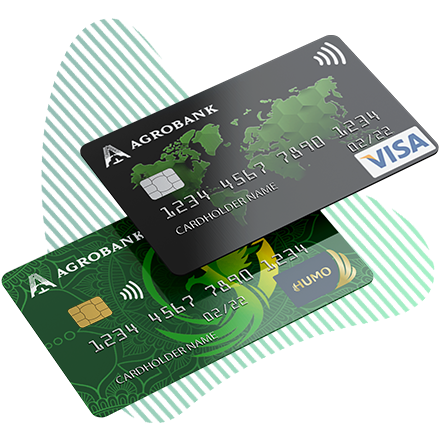 AGROBANK
1234 4567 7890 1234
02/22
CARDHOLDER NAME
VISA
AGROBANK
1234 4567 7890 1234
02/22
CARDHOLDER NAME
HUMO